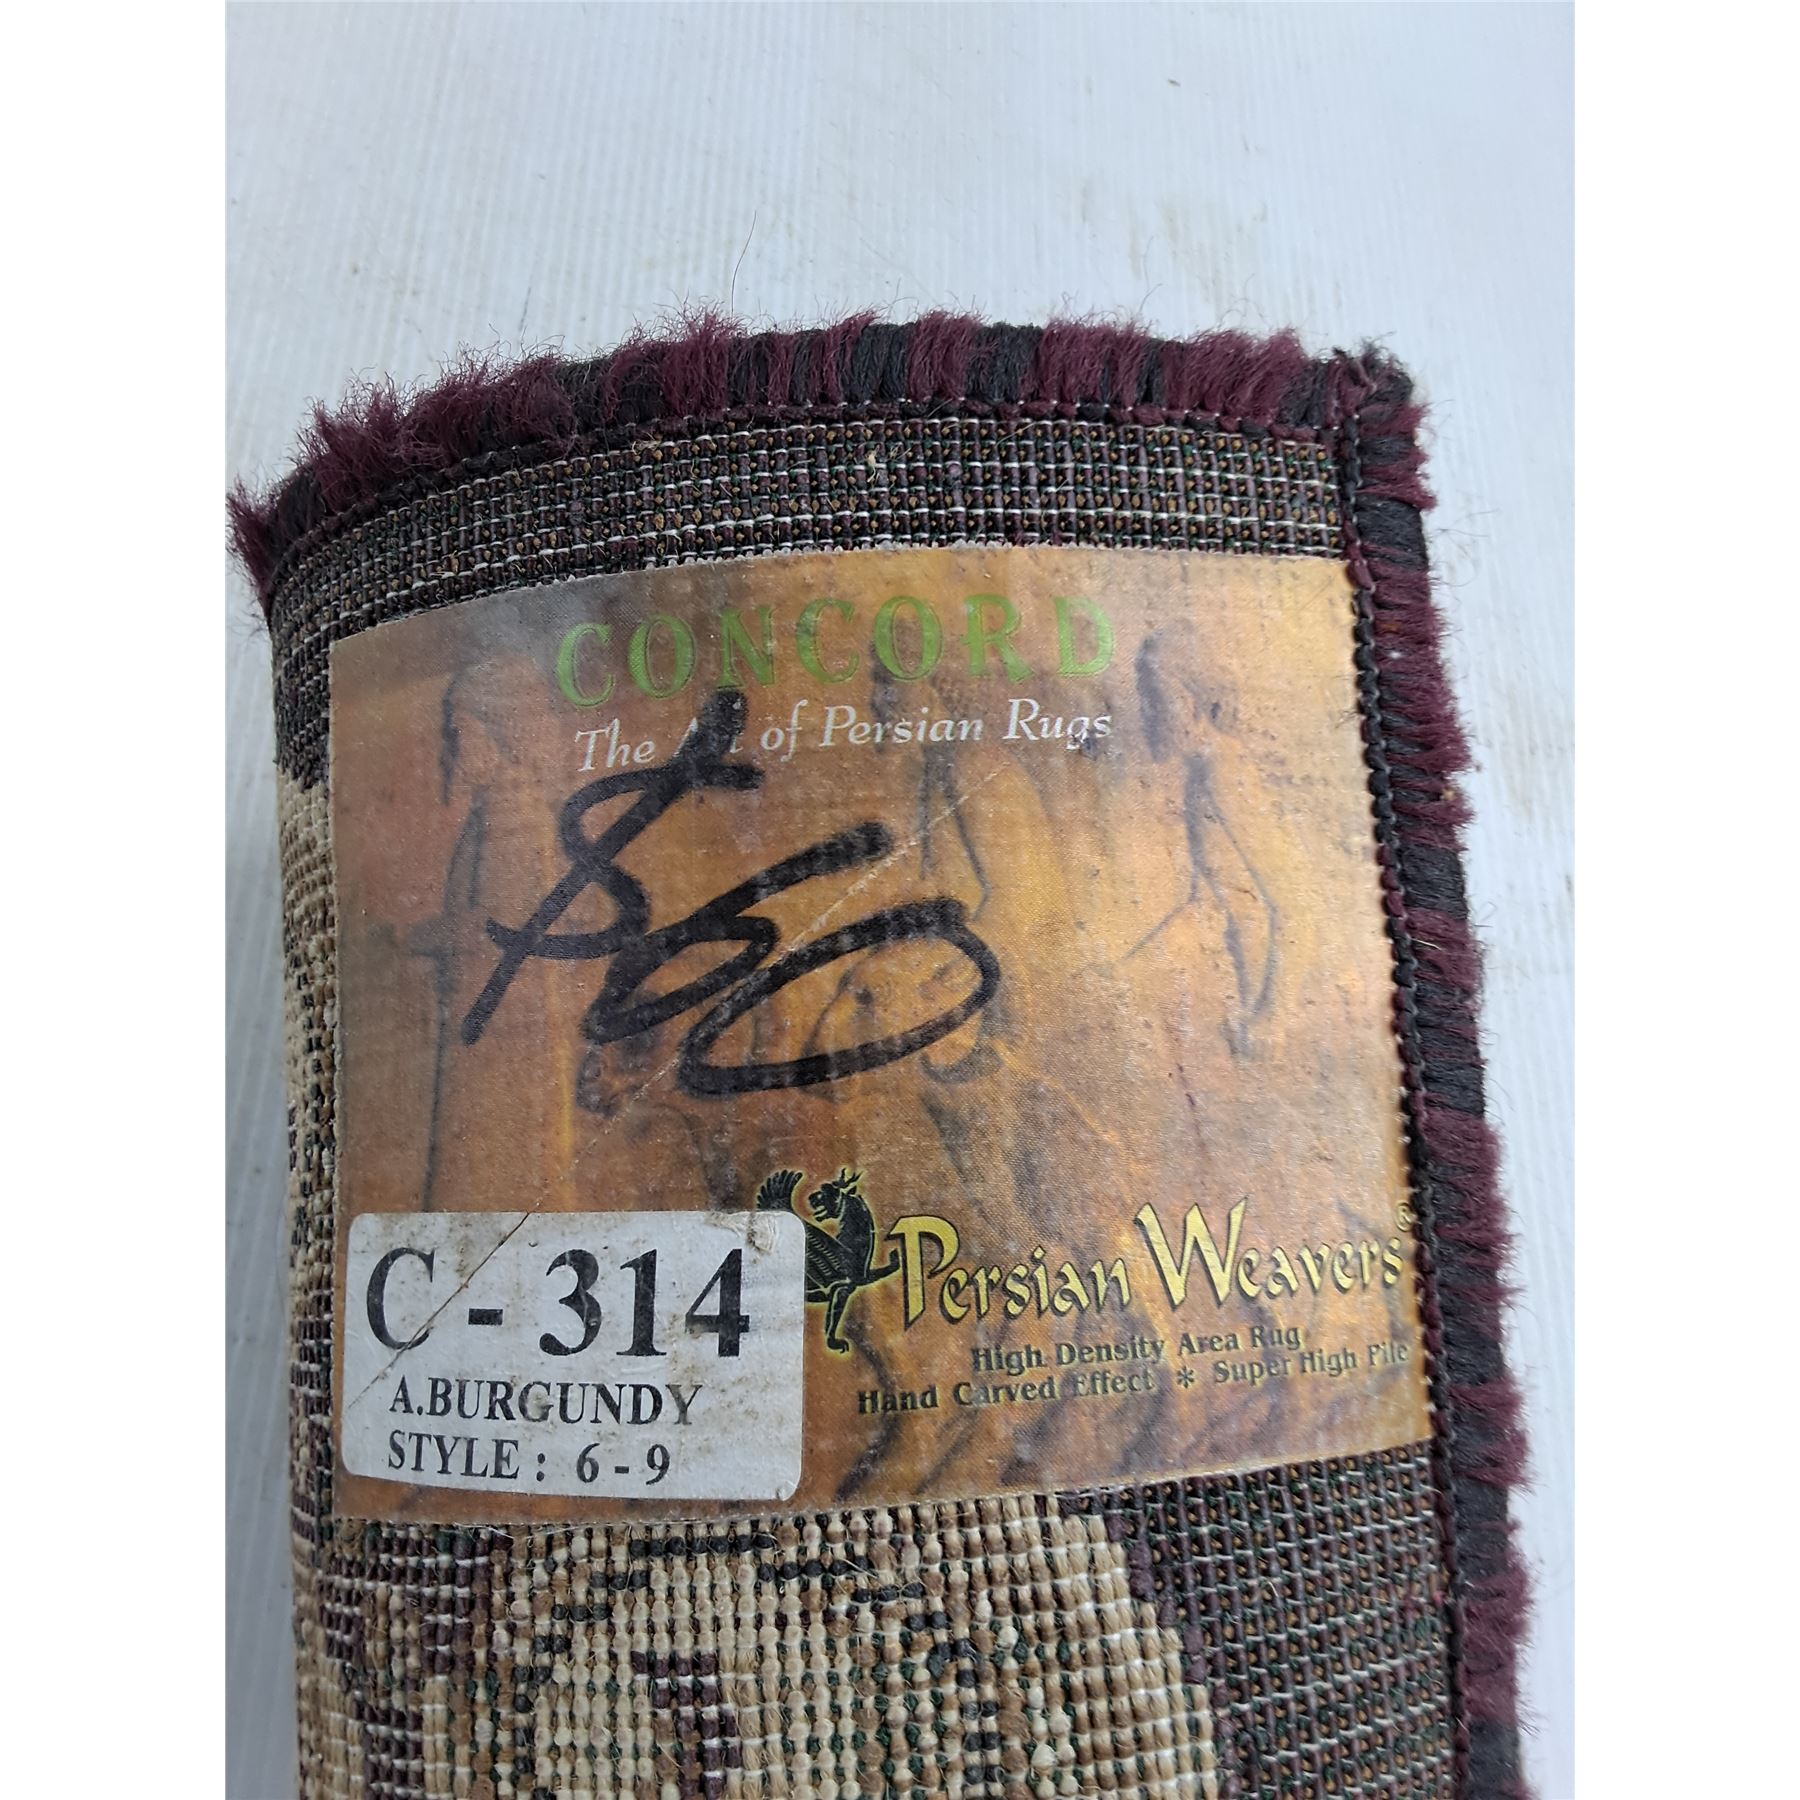 CONCORD
The Art of Persian Rugs
Persian Weavers®
High Density Area Rug
Hand Carved Effect * Super High Pile
C - 314
A.BURGUNDY
STYLE : 6 - 9